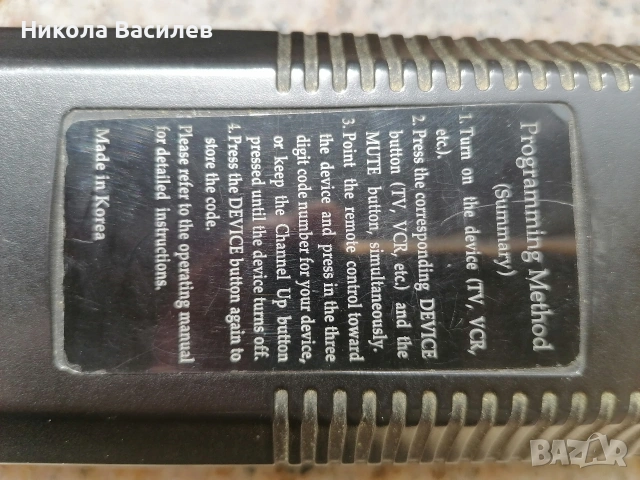 Никола Василев
Programming Method
(Summary)
1. Turn on the device (TV, VCR,
etc).
2. Press the corresponding DEVICE
button (TV, VCR, etc.) and the
MUTE button, simultaneously.
3. Point the remote control toward
the device and press in the three
digit code number for your device,
or keep the Channel Up button
pressed until the device turns off.
4. Press the DEVICE button again to
store the code.
Please refer to the operating manual
for detailed instructions.
Made in Korea
BAZAR